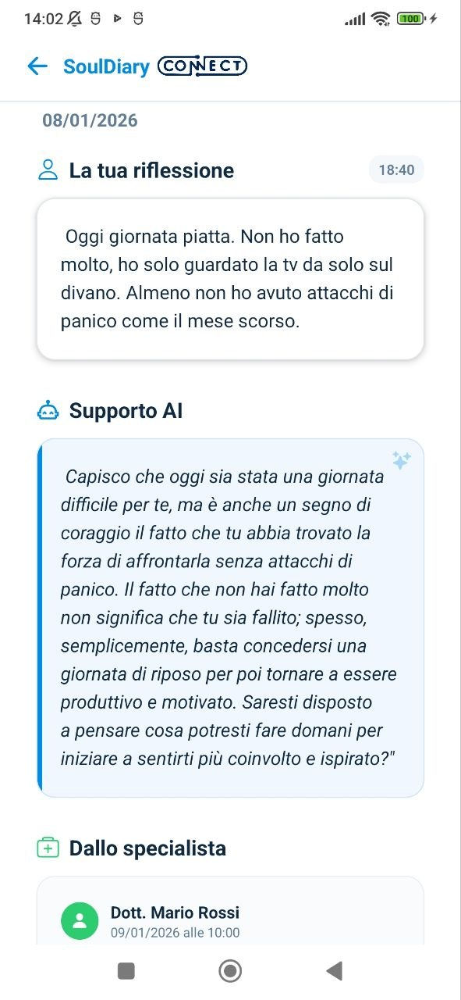 14:02
100
SoulDiary CONNECT
08/01/2026
La tua riflessione
18:40
Oggi giornata piatta. Non ho fatto
molto, ho solo guardato la tv da solo sul
divano. Almeno non ho avuto attacchi di
panico come il mese scorso.
Supporto AI
Capisco che oggi sia stata una giornata
difficile per te, ma è anche un segno di
coraggio il fatto che tu abbia trovato la
forza di affrontarla senza attacchi di
panico. Il fatto che non hai fatto molto
non significa che tu sia fallito; spesso,
semplicemente, basta concedersi una
giornata di riposo per poi tornare a essere
produttivo e motivato. Saresti disposto
a pensare cosa potresti fare domani per
iniziare a sentirti più coinvolto e ispirato?"
Dallo specialista
Dott. Mario Rossi
09/01/2026 alle 10:00